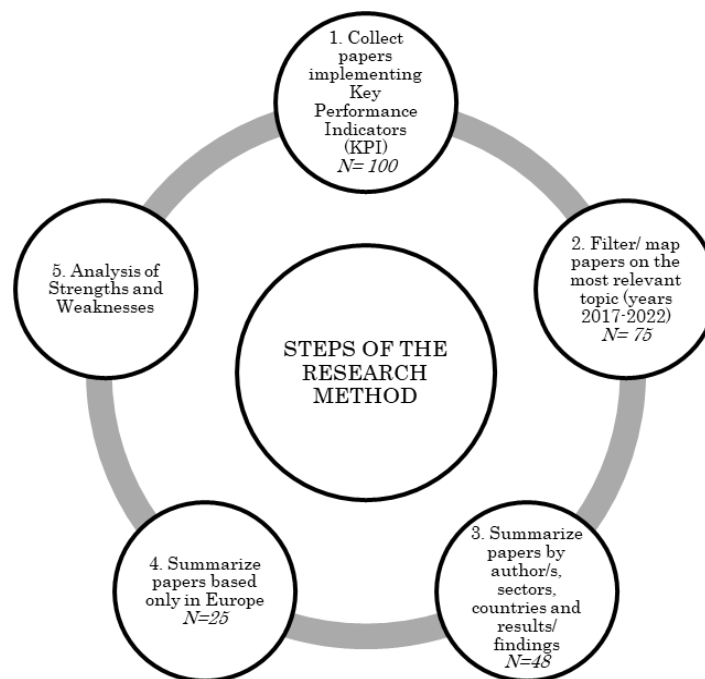 1. Collect
papers
implementing
Key
Performance
Indicators
(KPI)
N= 100
2. Filter/ map
papers on the
most relevant
topic (years
2017-2022)
N= 75
3. Summarize
papers by
author/s,
sectors,
countries and
results/
findings
N=48
4. Summarize
papers based
only in Europe
N=25
5. Analysis of
Strengths and
Weaknesses
STEPS OF THE
RESEARCH
METHOD